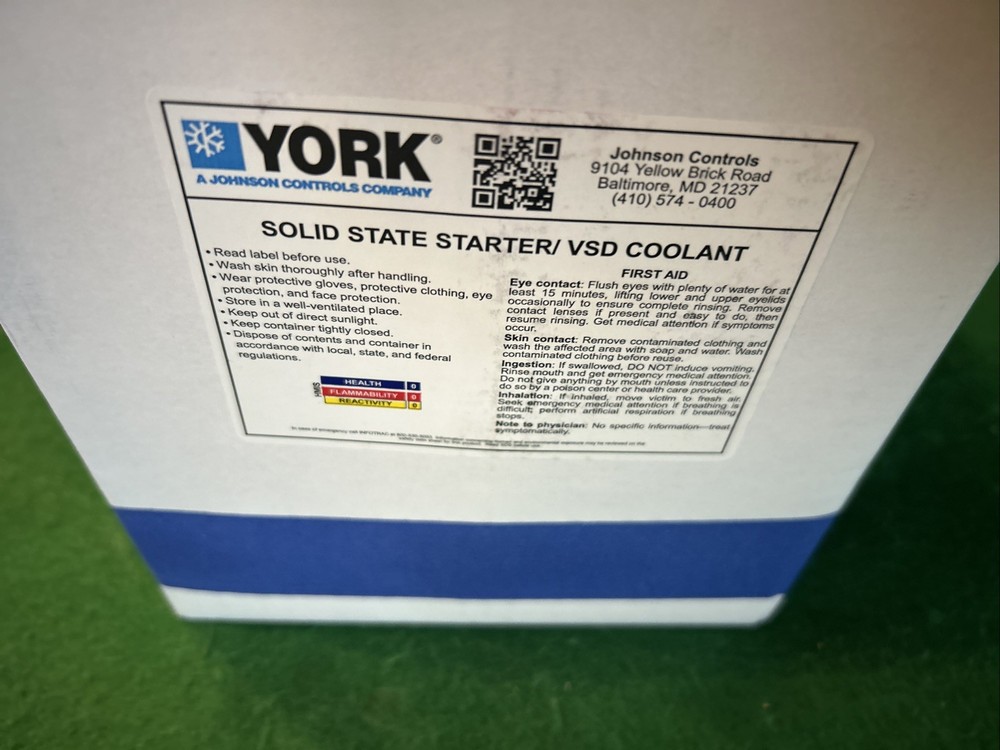 YORK®
A JOHNSON CONTROLS COMPANY
Johnson Controls
9104 Yellow Brick Road
Baltimore, MD 21237
(410) 574 - 0400
SOLID STATE STARTER/ VSD COOLANT
• Read label before use.
• Wash skin thoroughly after handling.
• Wear protective gloves, protective clothing, eye
protection, and face protection.
• Store in a well-ventilated place.
• Keep out of direct sunlight.
• Keep container tightly closed.
• Dispose of contents and container in
accordance with local, state, and federal
regulations.
HMIS
HEALTH 0
FLAMMABILITY 0
REACTIVITY 0
FIRST AID
Eye contact: Flush eyes with plenty of water for at
least 15 minutes, lifting lower and upper eyelids
occasionally to ensure complete rinsing. Remove
contact lenses if present and easy to do, then
resume rinsing. Get medical attention if symptoms
occur.
Skin contact: Remove contaminated clothing and
wash the affected area with soap and water. Wash
contaminated clothing before reuse.
Ingestion: If swallowed, DO NOT induce vomiting.
Rinse mouth and get emergency medical attention.
Do not give anything by mouth unless instructed to
do so by a poison center or health care provider.
Inhalation: If inhaled, move victim to fresh air.
Seek emergency medical attention if breathing is
difficult; perform artificial respiration if breathing
stops.
Note to physician: No specific information—treat
symptomatically.
In case of emergency call INFOTRAC at